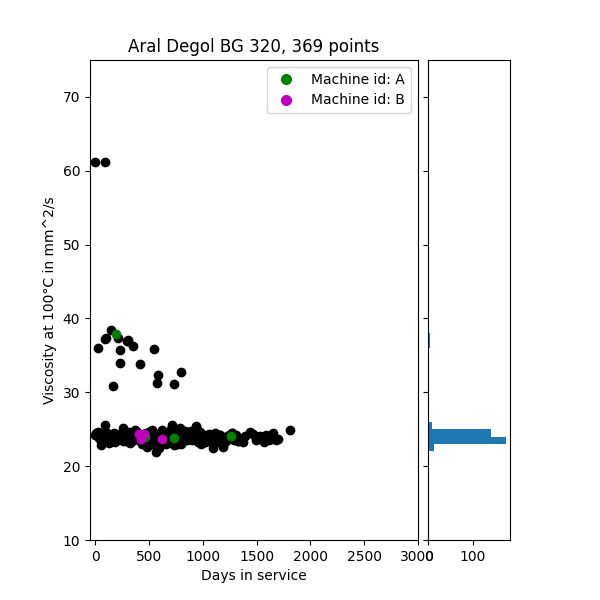 Aral Degol BG 320, 369 points
Machine id: A
Machine id: B
Viscosity at 100°C in mm^2/s
70
60
50
40
30
20
10
0 500 1000 1500 2000 2500 3000
0 100
Days in service